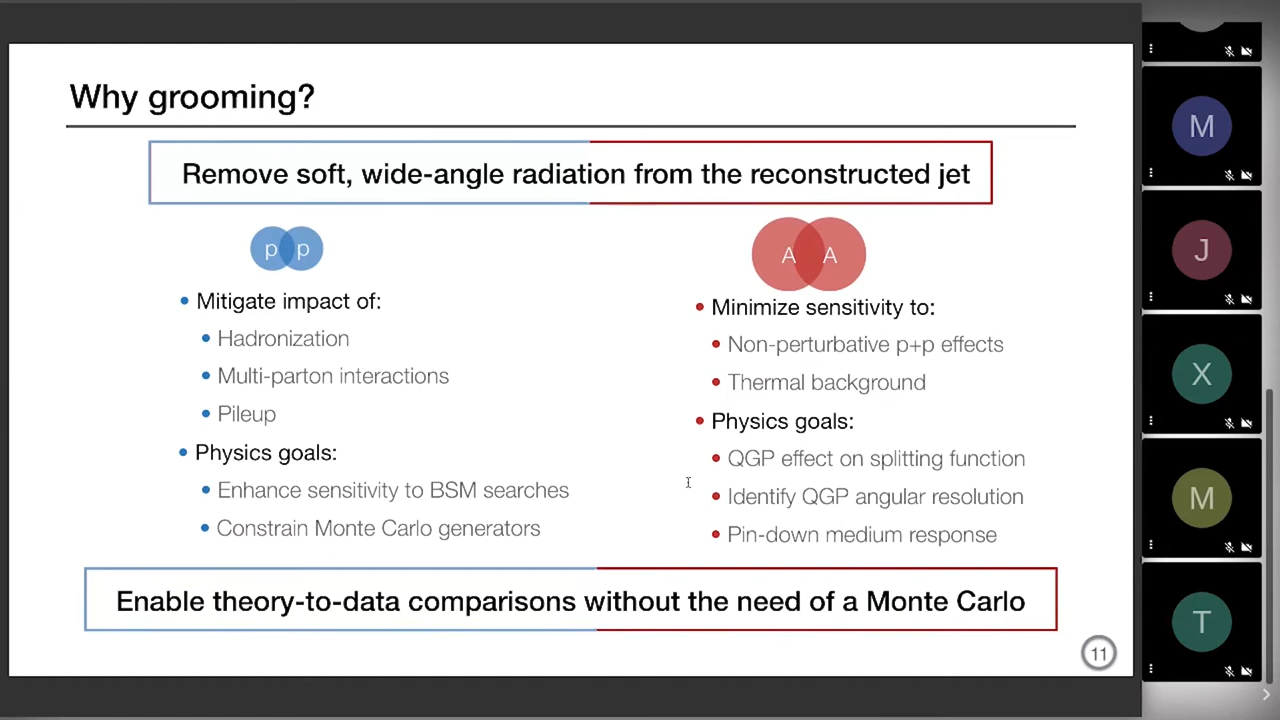 Why grooming?
Remove soft, wide-angle radiation from the reconstructed jet
p p
• Mitigate impact of:
• Hadronization
• Multi-parton interactions
• Pileup
• Physics goals:
• Enhance sensitivity to BSM searches
• Constrain Monte Carlo generators
A A
• Minimize sensitivity to:
• Non-perturbative p+p effects
• Thermal background
• Physics goals:
• QGP effect on splitting function
• Identify QGP angular resolution
• Pin-down medium response
Enable theory-to-data comparisons without the need of a Monte Carlo
11
M
J
X
M
T